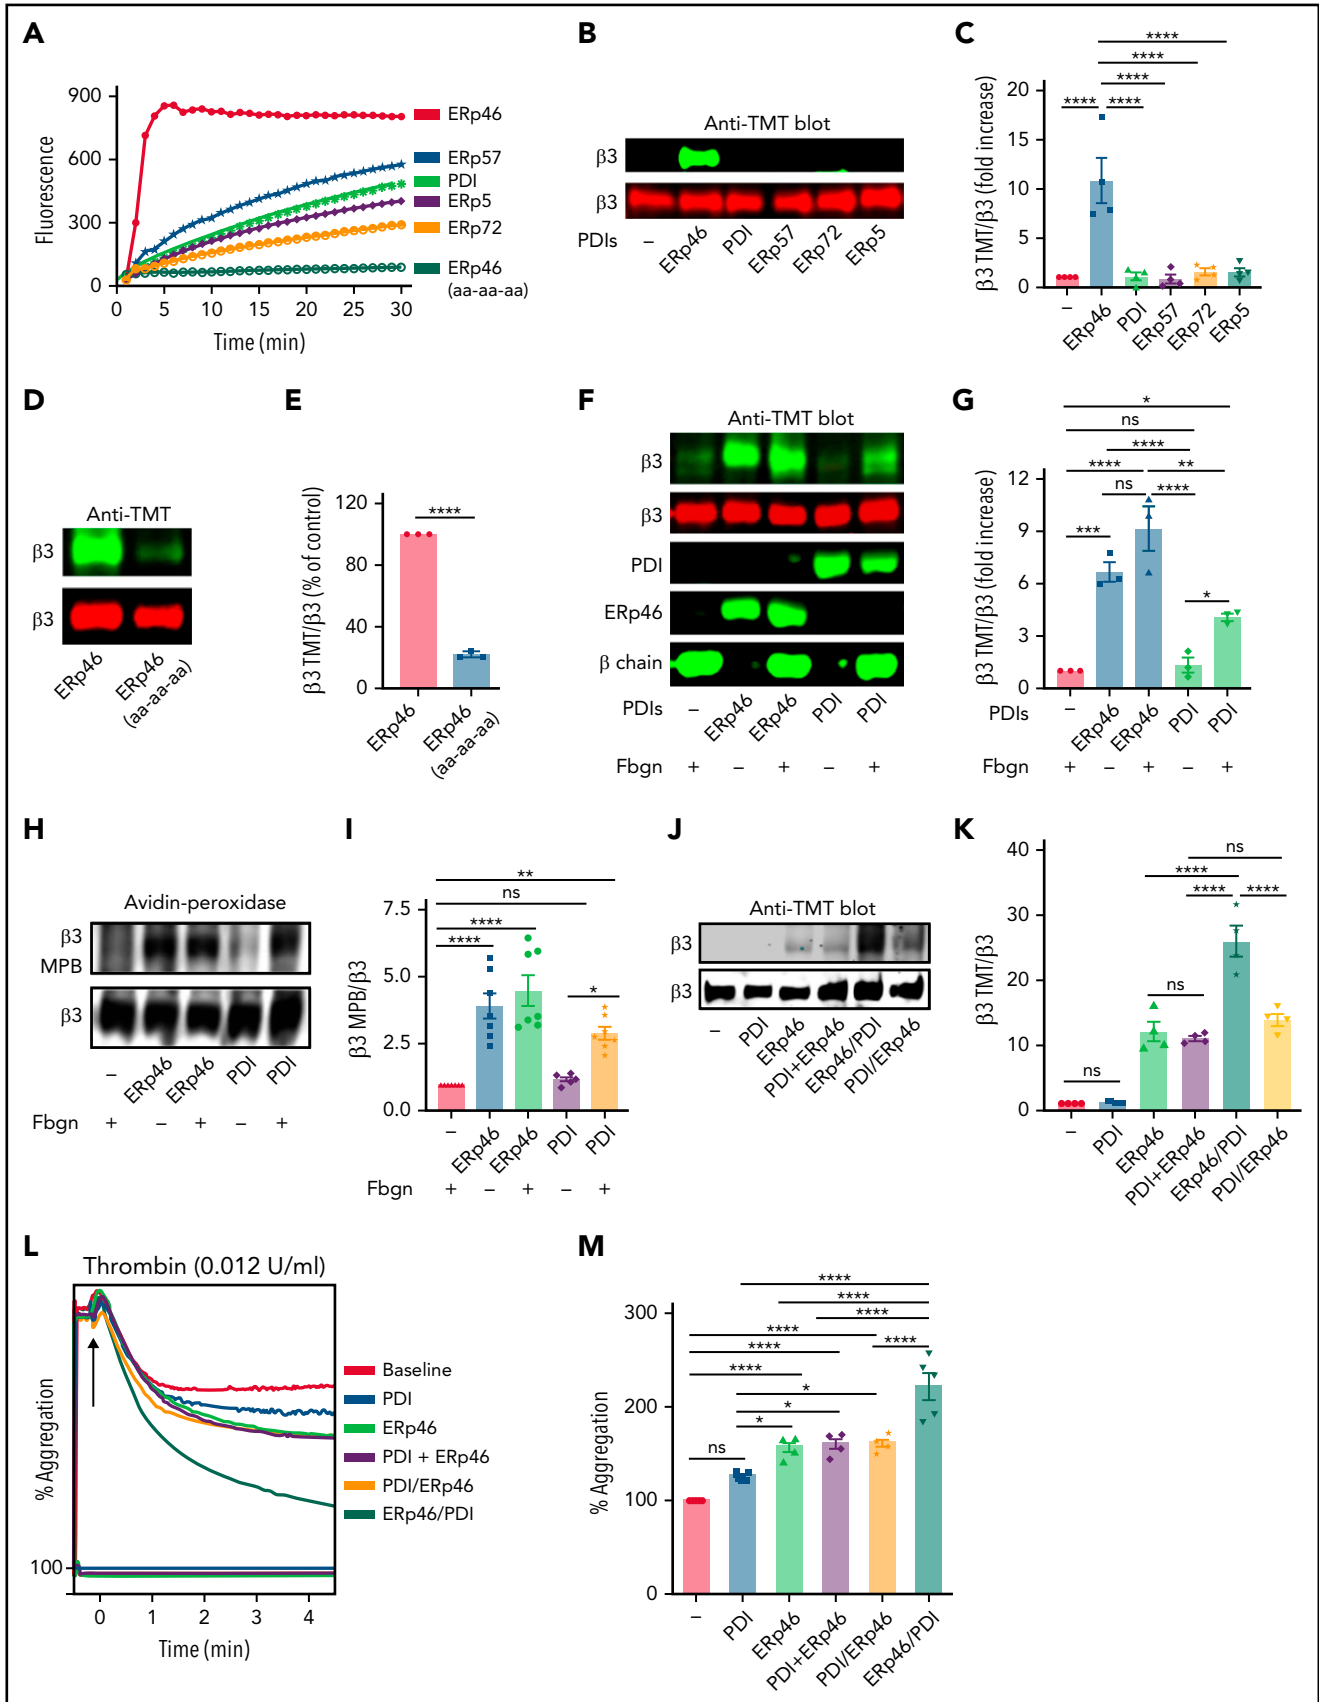 A
Fluorescence
900
600
300
0
0 5 10 15 20 25 30
Time (min)
ERp46
ERp57
PDI
ERp5
ERp72
ERp46
(aa-aa-aa)
B
Anti-TMT blot
β3
β3
PDIs
– ERp46 PDI ERp57 ERp72 ERp5
C
β3 TMT/β3 (fold increase)
20
15
10
5
0
****
****
****
**** ****
– ERp46 PDI ERp57 ERp72 ERp5
D
Anti-TMT
β3
β3
ERp46 ERp46
(aa-aa-aa)
E
β3 TMT/β3 (% of control)
120
80
40
0
****
ERp46 ERp46
(aa-aa-aa)
F
Anti-TMT blot
β3
β3
PDI
ERp46
β chain
PDIs – ERp46 ERp46 PDI PDI
Fbgn + – + – +
G
β3 TMT/β3 (fold increase)
12
9
6
3
0
*
ns
****
**** **
ns ****
***
*
PDIs – ERp46 ERp46 PDI PDI
Fbgn + – + – +
H
Avidin-peroxidase
β3
MPB
β3
– ERp46 ERp46 PDI PDI
Fbgn + – + – +
I
β3 MPB/β3
7.5
5.0
2.5
0.0
**
ns
****
****
*
– ERp46 ERp46 PDI PDI
Fbgn + – + – +
J
Anti-TMT blot
β3
β3
– PDI ERp46 PDI+ERp46 ERp46/PDI PDI/ERp46
K
β3 TMT/β3
40
30
20
10
0
ns
****
**** ****
ns
ns
– PDI ERp46 PDI+ERp46 ERp46/PDI PDI/ERp46
L
Thrombin (0.012 U/ml)
% Aggregation
100
0 1 2 3 4
Time (min)
Baseline
PDI
ERp46
PDI + ERp46
PDI/ERp46
ERp46/PDI
M
% Aggregation
300
200
100
0
****
****
****
****
**** ****
****
*
*
*
ns
– PDI ERp46 PDI+ERp46 PDI/ERp46 ERp46/PDI